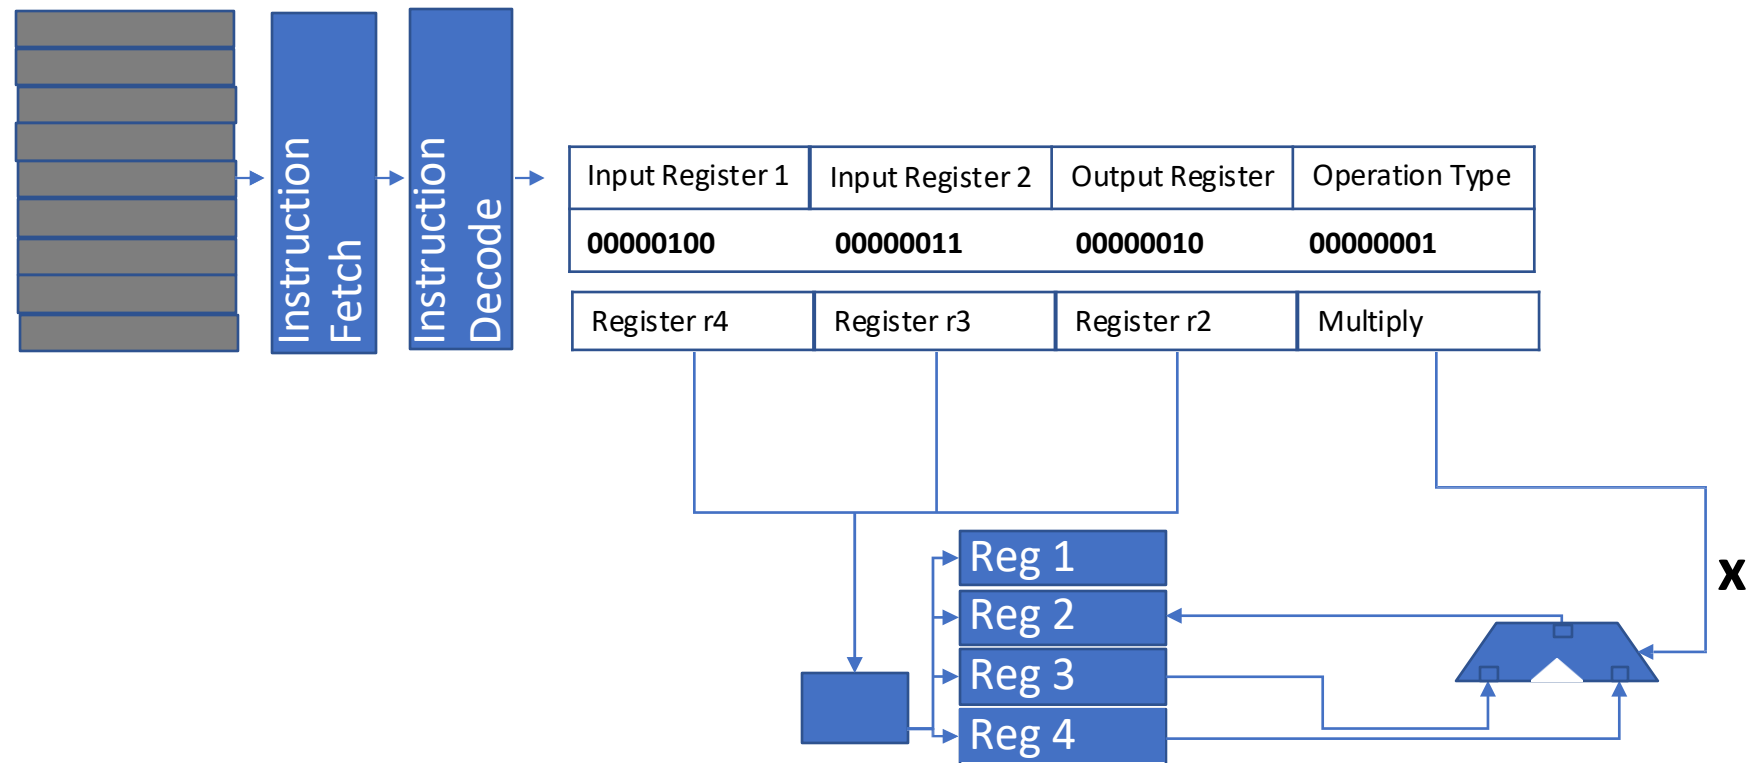 Instruction
Fetch
Instruction
Decode
Input Register 1 Input Register 2 Output Register Operation Type
00000100 00000011 00000010 00000001
Register r4 Register r3 Register r2 Multiply
Reg 1
X
Reg 2
Reg 3
Reg 4